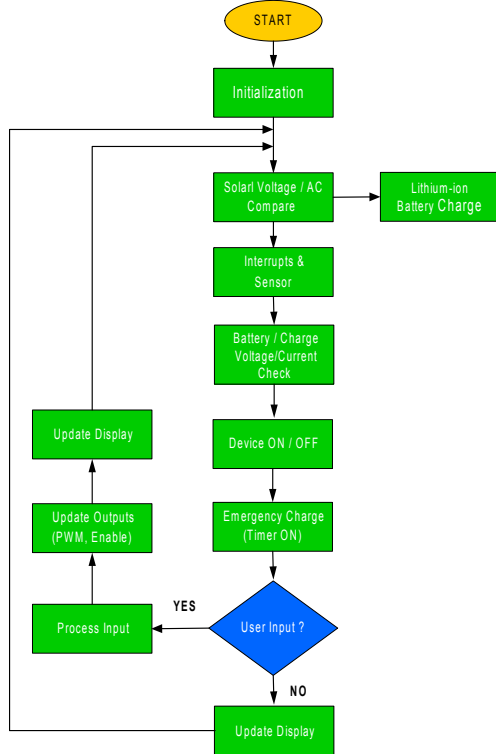 START
Initialization
Solarl Voltage / AC
Compare
Lithium-ion
Battery Charge
Interrupts &
Sensor
Battery / Charge
Voltage/Current
Check
Device ON / OFF
Emergency Charge
(Timer ON)
User Input ?
YES
Process Input
Update Outputs
(PWM, Enable)
Update Display
NO
Update Display